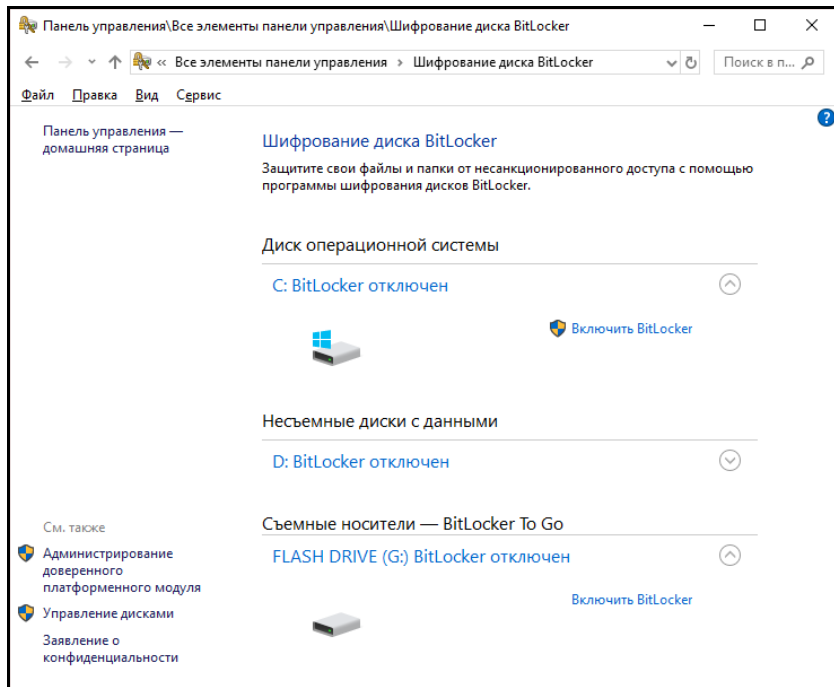 Панель управления\Все элементы панели управления\Шифрование диска BitLocker
« Все элементы панели управления › Шифрование диска BitLocker
Поиск в п...
Файл Правка Вид Сервис
Панель управления —
домашняя страница
Шифрование диска BitLocker
Защитите свои файлы и папки от несанкционированного доступа с помощью
программы шифрования дисков BitLocker.
Диск операционной системы
C: BitLocker отключен
Включить BitLocker
Несъемные диски с данными
D: BitLocker отключен
Съемные носители — BitLocker To Go
FLASH DRIVE (G:) BitLocker отключен
Включить BitLocker
См. также
Администрирование
доверенного
платформенного модуля
Управление дисками
Заявление о
конфиденциальности